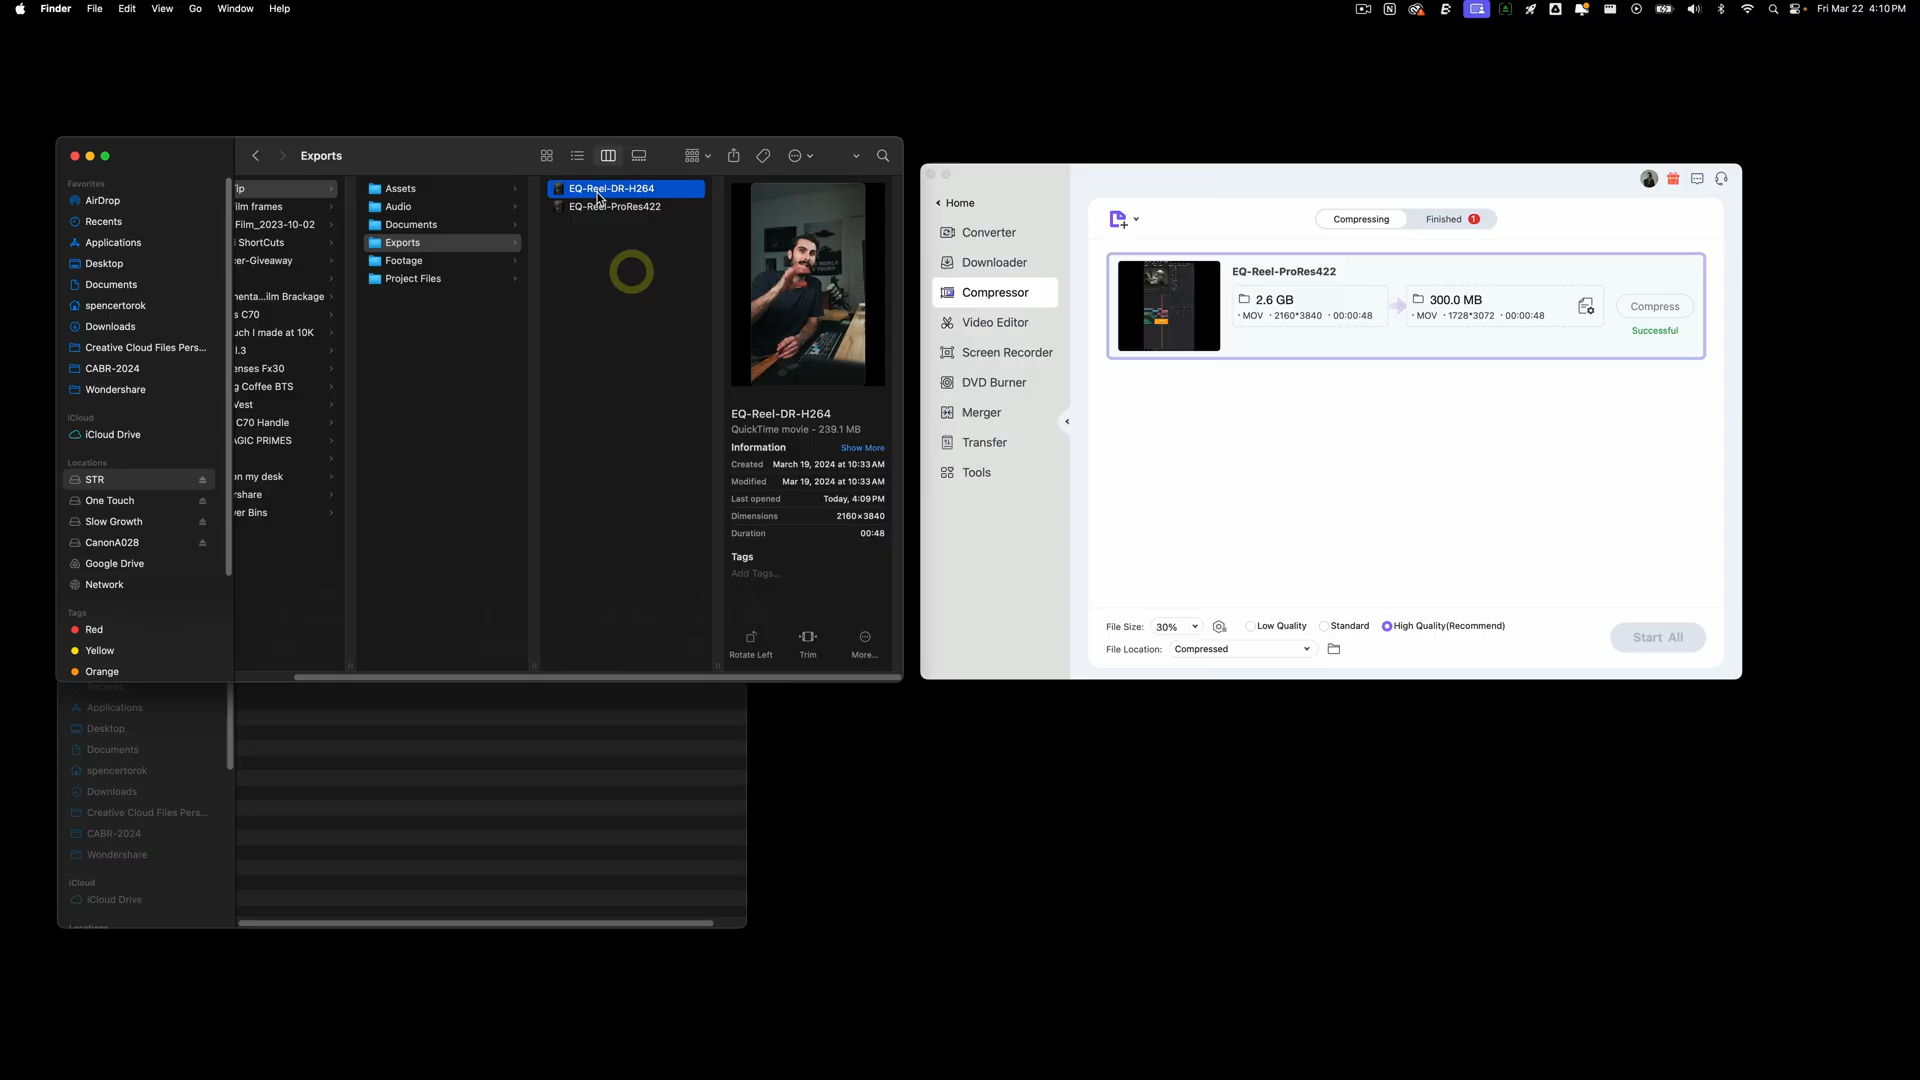 Finder File Edit View Go Window Help
Fri Mar 22 4:10 PM
Exports
Favorites
AirDrop
Recents
Applications
Desktop
Documents
spencertorok
Downloads
Creative Cloud Files Pers...
CABR-2024
Wondershare
iCloud
iCloud Drive
Locations
STR
One Touch
Slow Growth
CanonA028
Google Drive
Network
Tags
Red
Yellow
Orange
ip
ilm frames
Film_2023-10-02
i ShortCuts
cer-Giveaway
nenta...ilm Brackage
s C70
uch I made at 10K
l.3
enses Fx30
g Coffee BTS
Vest
C70 Handle
AGIC PRIMES
on my desk
rshare
ver Bins
Assets
Audio
Documents
Exports
Footage
Project Files
EQ-Reel-DR-H264
EQ-Reel-ProRes422
EQ-Reel-DR-H264
QuickTime movie - 239.1 MB
Information Show More
Created March 19, 2024 at 10:33 AM
Modified Mar 19, 2024 at 10:33 AM
Last opened Today, 4:09 PM
Dimensions 2160×3840
Duration 00:48
Tags
Add Tags...
Rotate Left Trim More...
Recents
Applications
Desktop
Documents
spencertorok
Downloads
Creative Cloud Files Pers...
CABR-2024
Wondershare
iCloud
iCloud Drive
Locations
Home
Converter
Downloader
Compressor
Video Editor
Screen Recorder
DVD Burner
Merger
Transfer
Tools
Compressing Finished 1
EQ-Reel-ProRes422
2.6 GB
• MOV • 2160*3840 • 00:00:48
300.0 MB
• MOV • 1728*3072 • 00:00:48
Compress
Successful
File Size: 30% Low Quality Standard High Quality(Recommend)
File Location: Compressed
Start All